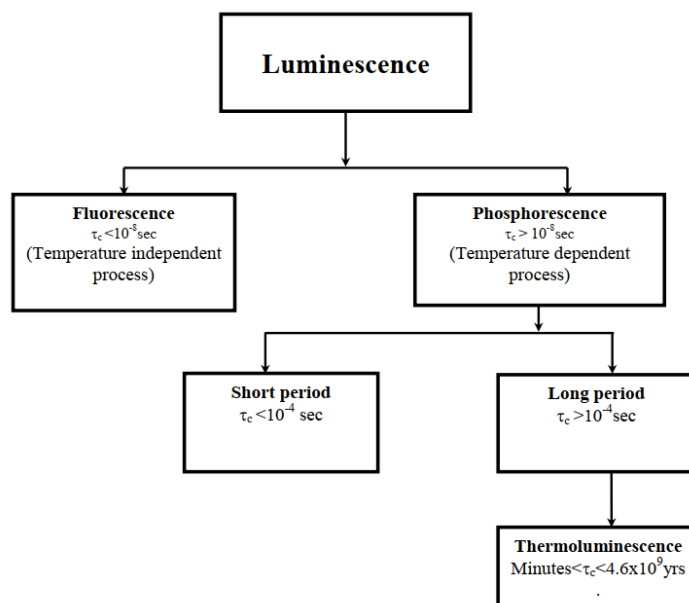 Luminescence
Fluorescence
τc <10⁻⁸sec
(Temperature independent
process)
Phosphorescence
τc > 10⁻⁸sec
(Temperature dependent
process)
Short period
τc <10⁻⁴ sec
Long period
τc >10⁻⁴sec
Thermoluminescence
Minutes<τc<4.6x10⁹yrs
.